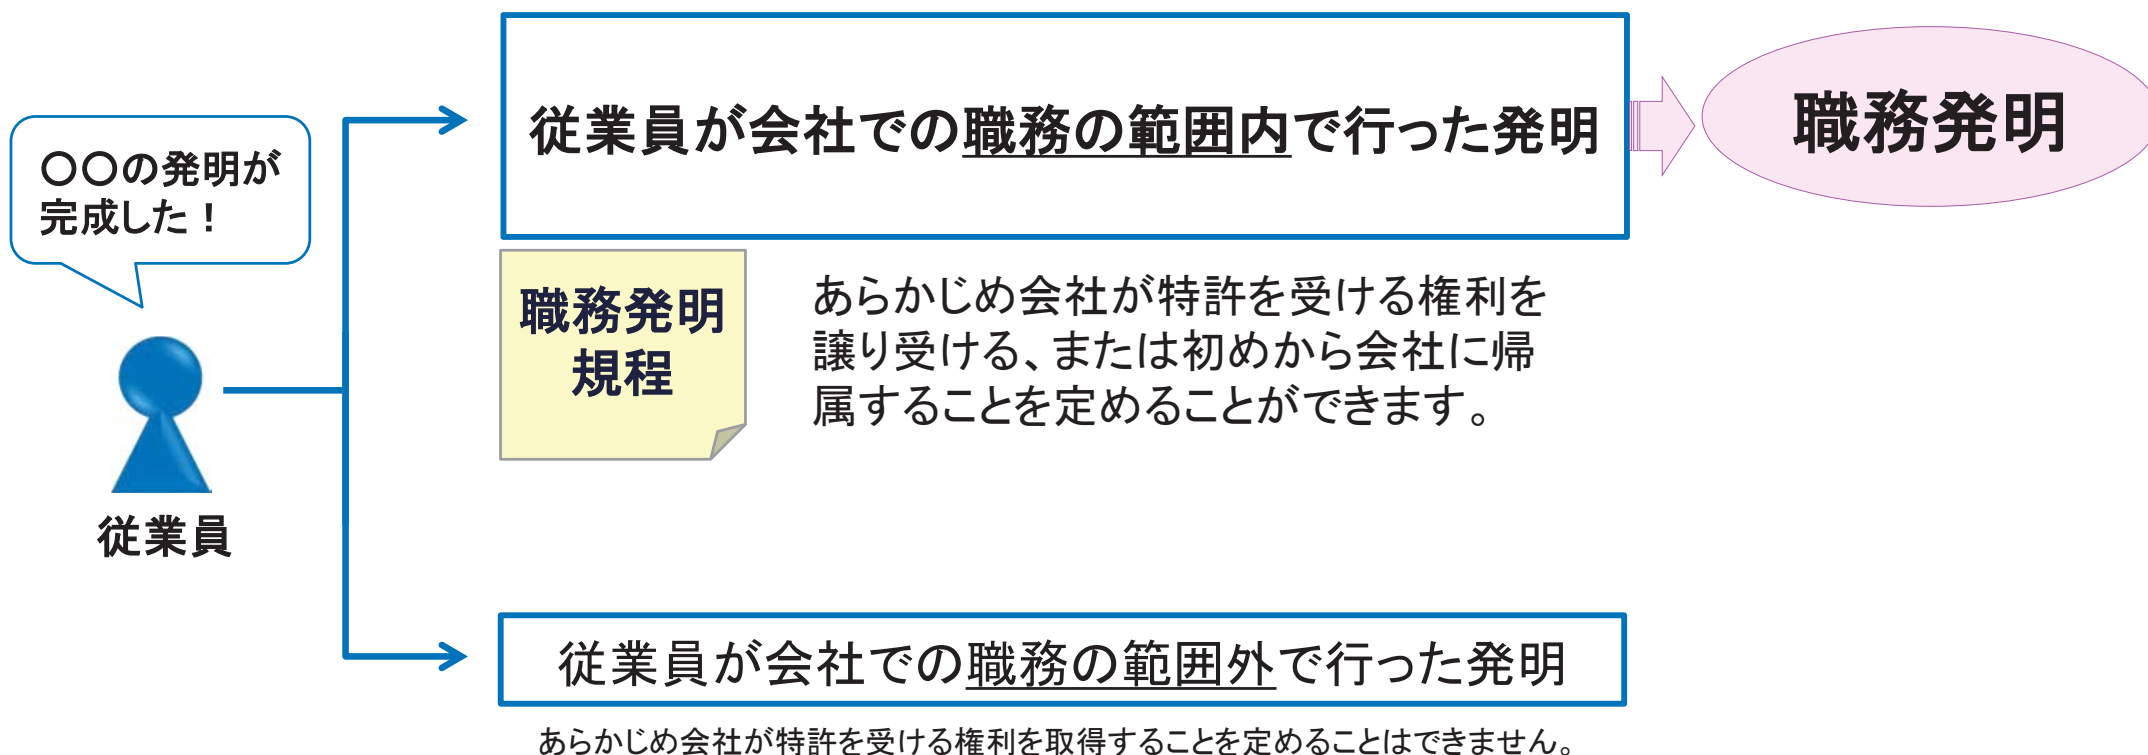 〇〇の発明が
完成した！
従業員
従業員が会社での職務の範囲内で行った発明
職務発明
職務発明
規程
あらかじめ会社が特許を受ける権利を
譲り受ける、または初めから会社に帰
属することを定めることができます。
従業員が会社での職務の範囲外で行った発明
あらかじめ会社が特許を受ける権利を取得することを定めることはできません。